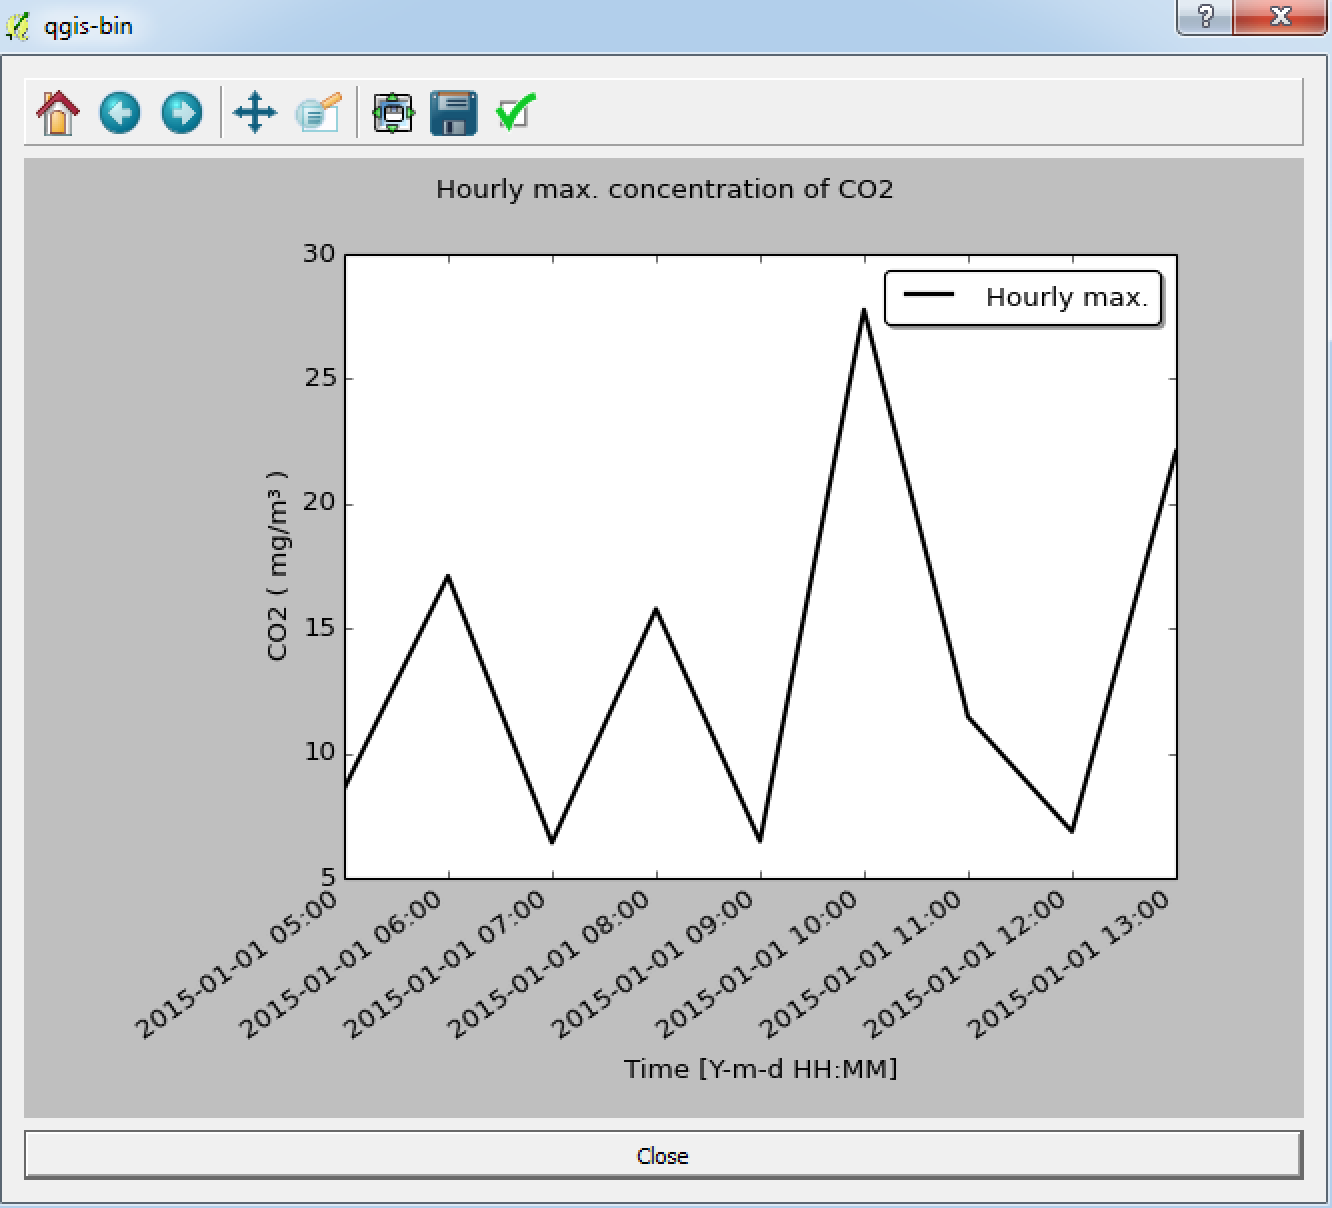 qgis-bin
?
Hourly max. concentration of CO2
Hourly max.
30
25
20
15
10
5
CO2 ( mg/m³ )
2015-01-01 05:00
2015-01-01 06:00
2015-01-01 07:00
2015-01-01 08:00
2015-01-01 09:00
2015-01-01 10:00
2015-01-01 11:00
2015-01-01 12:00
2015-01-01 13:00
Time [Y-m-d HH:MM]
Close